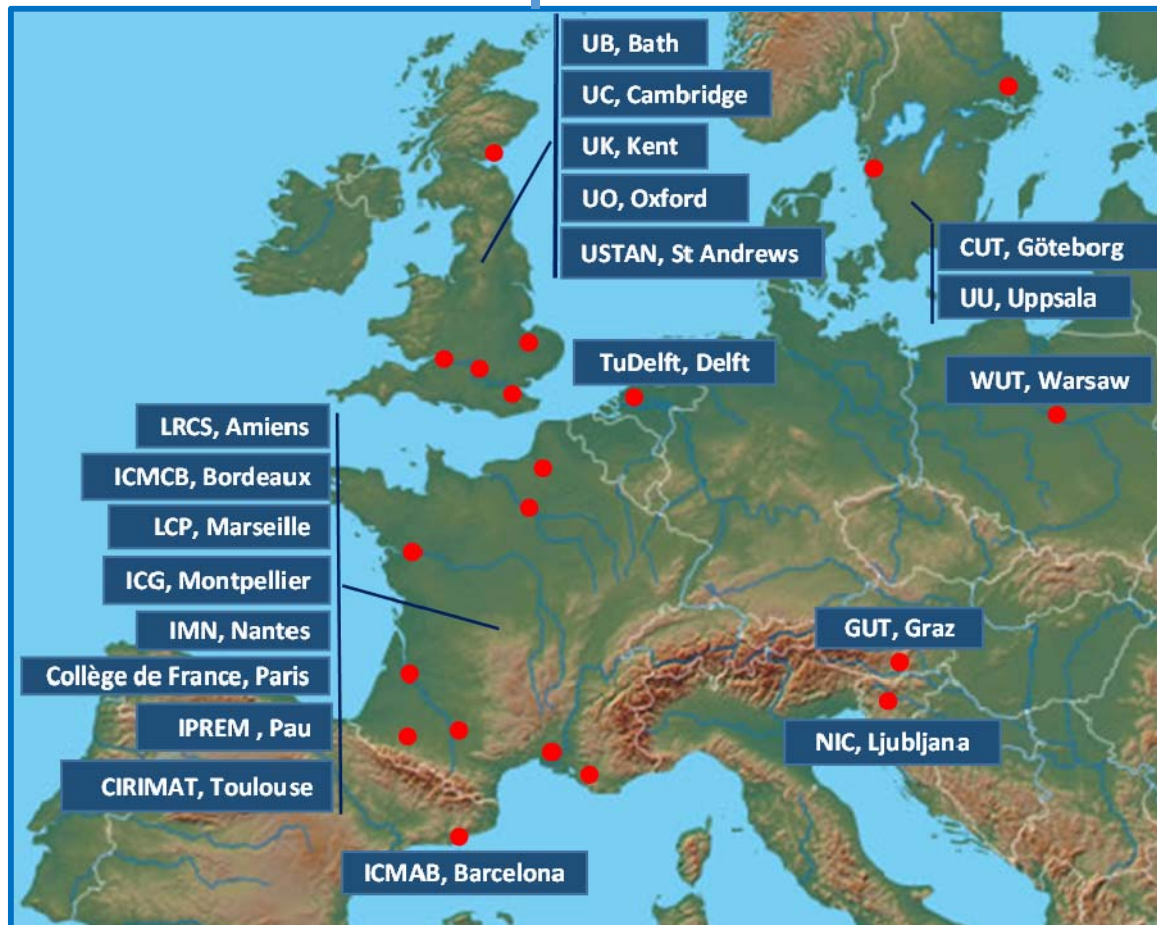 UB, Bath
UC, Cambridge
UK, Kent
UO, Oxford
USTAN, St Andrews
CUT, Göteborg
UU, Uppsala
TuDelft, Delft
WUT, Warsaw
LRCS, Amiens
ICMCB, Bordeaux
LCP, Marseille
ICG, Montpellier
IMN, Nantes
Collège de France, Paris
IPREM , Pau
CIRIMAT, Toulouse
GUT, Graz
NIC, Ljubljana
ICMAB, Barcelona